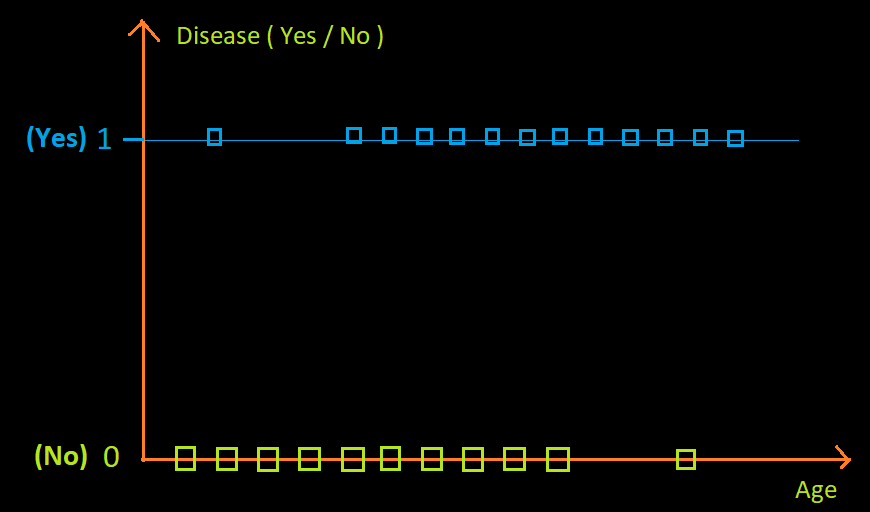 Disease ( Yes / No )
(Yes) 1
(No) 0
Age